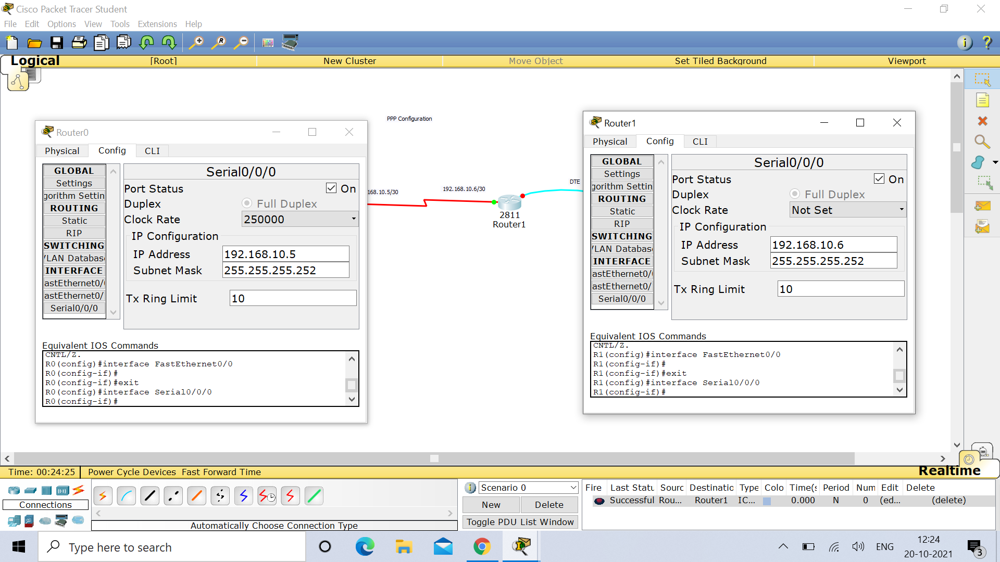 Cisco Packet Tracer Student
File Edit Options View Tools Extensions Help
Logical [Root] New Cluster Move Object Set Tiled Background Viewport
PPP Configuration
168.10.5/30
192.168.10.6/30
DTE
2811
Router1
Router0
Physical Config CLI
GLOBAL
Settings
gorithm Settin
ROUTING
Static
RIP
SWITCHING
VLAN Databas
INTERFACE
astEthernet0/
astEthernet0/
Serial0/0/0
Serial0/0/0
Port Status On
Duplex Full Duplex
Clock Rate 250000
IP Configuration
IP Address 192.168.10.5
Subnet Mask 255.255.255.252
Tx Ring Limit 10
Equivalent IOS Commands
CNTL/Z.
R0(config)#interface FastEthernet0/0
R0(config-if)#
R0(config-if)#exit
R0(config)#interface Serial0/0/0
R0(config-if)#
Router1
Physical Config CLI
GLOBAL
Settings
gorithm Settin
ROUTING
Static
RIP
SWITCHING
VLAN Databas
INTERFACE
astEthernet0/
astEthernet0/
Serial0/0/0
Serial0/0/0
Port Status On
Duplex Full Duplex
Clock Rate Not Set
IP Configuration
IP Address 192.168.10.6
Subnet Mask 255.255.255.252
Tx Ring Limit 10
Equivalent IOS Commands
CNTL/Z.
R1(config)#interface FastEthernet0/0
R1(config-if)#
R1(config-if)#exit
R1(config)#interface Serial0/0/0
R1(config-if)#
Time: 00:24:25 Power Cycle Devices Fast Forward Time
Realtime
Connections
Automatically Choose Connection Type
Scenario 0
New Delete
Toggle PDU List Window
Fire Last Statu Sourc Destinatio Type Colo Time(s Period Num Edit Delete
Successful Rou... Router1 IC... 0.000 N 0 (ed... (delete)
Type here to search
ENG
12:24
20-10-2021
3